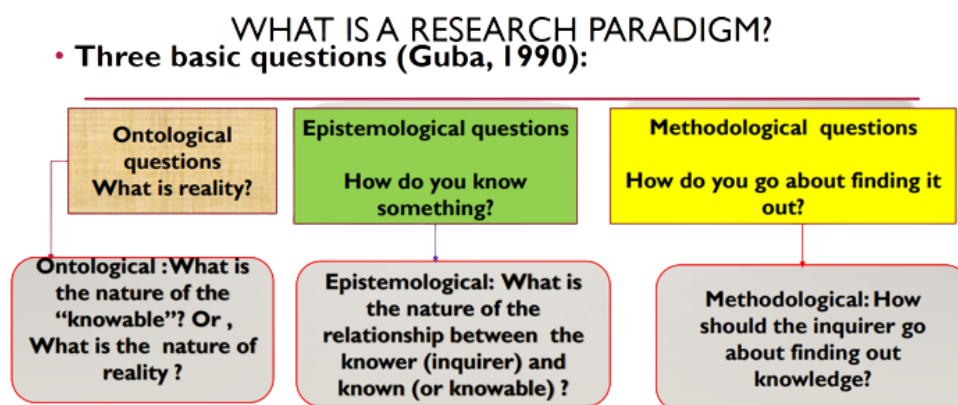 WHAT IS A RESEARCH PARADIGM?
• Three basic questions (Guba, 1990):
Ontological
questions
What is reality?
Epistemological questions
How do you know
something?
Methodological questions
How do you go about finding it
out?
Ontological :What is
the nature of the
“knowable”? Or ,
What is the nature of
reality ?
Epistemological: What is
the nature of the
relationship between the
knower (inquirer) and
known (or knowable) ?
Methodological: How
should the inquirer go
about finding out
knowledge?